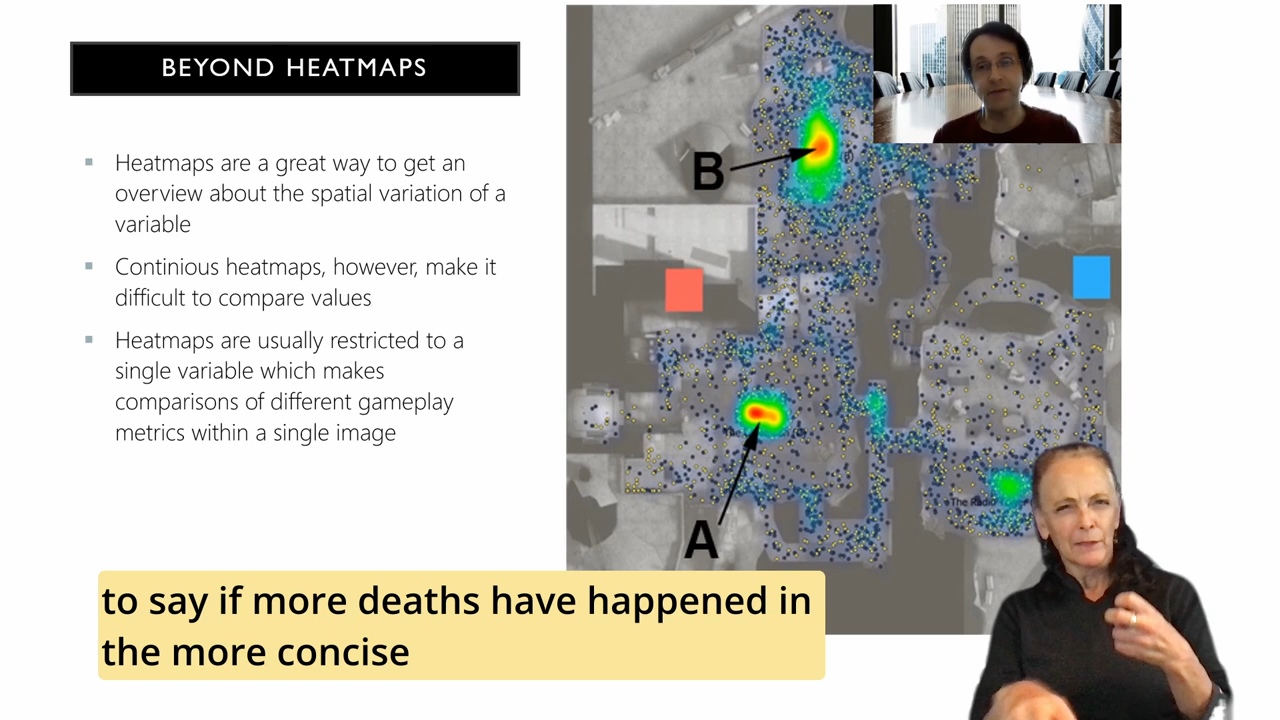 BEYOND HEATMAPS
Heatmaps are a great way to get an
overview about the spatial variation of a
variable
Continious heatmaps, however, make it
difficult to compare values
Heatmaps are usually restricted to a
single variable which makes
comparisons of different gameplay
metrics within a single image
B
A
The Radio
to say if more deaths have happened in
the more concise